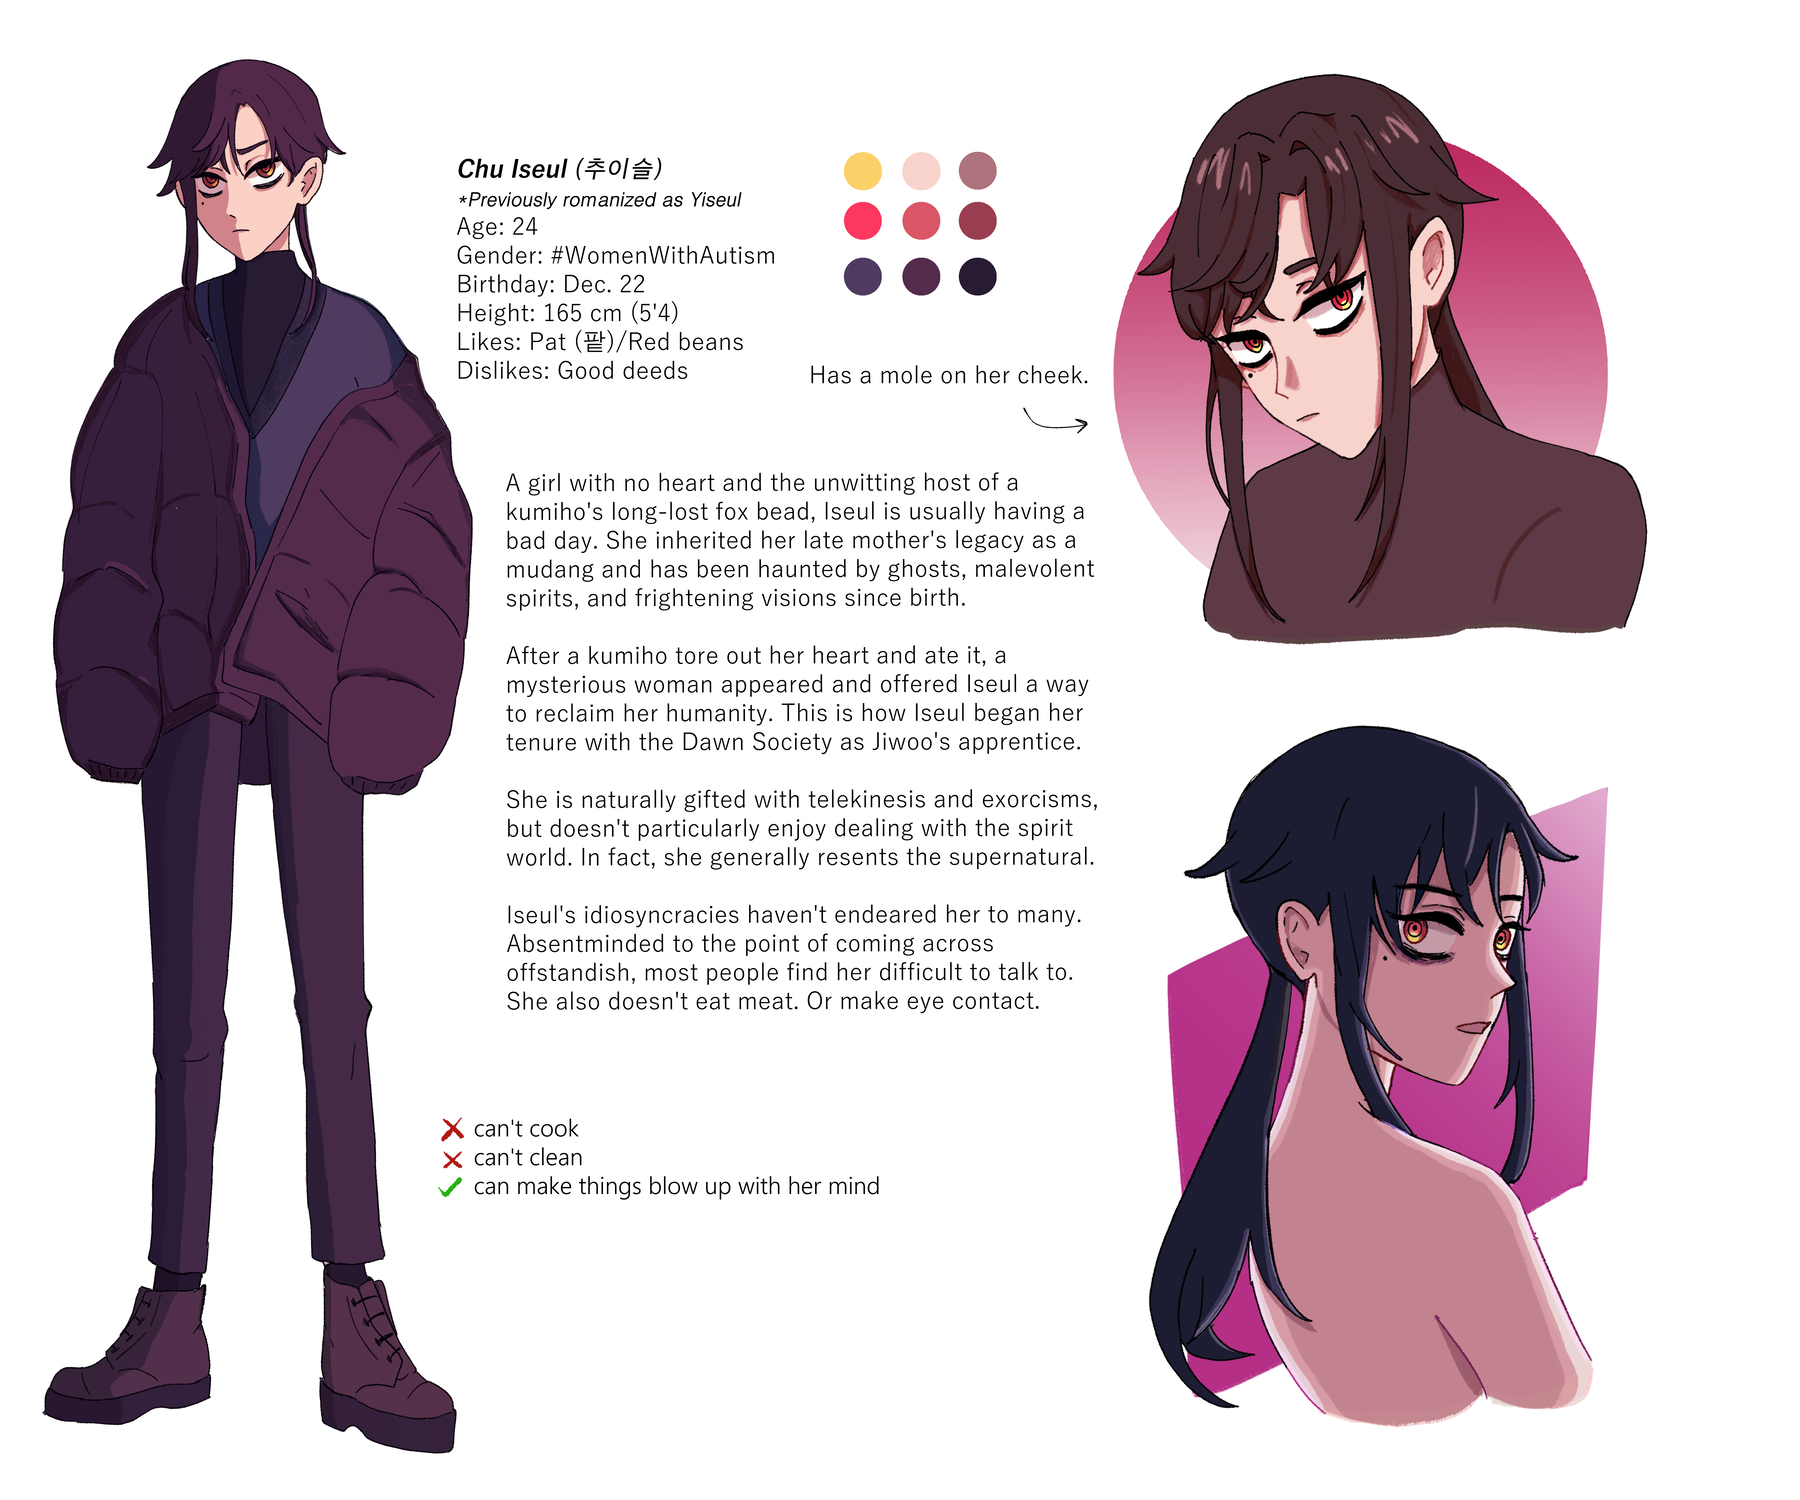 Chu Iseul (추이슬)
*Previously romanized as Yiseul
Age: 24
Gender: #WomenWithAutism
Birthday: Dec. 22
Height: 165 cm (5'4)
Likes: Pat (팥)/Red beans
Dislikes: Good deeds
Has a mole on her cheek.
A girl with no heart and the unwitting host of a
kumiho's long-lost fox bead, Iseul is usually having a
bad day. She inherited her late mother's legacy as a
mudang and has been haunted by ghosts, malevolent
spirits, and frightening visions since birth.
After a kumiho tore out her heart and ate it, a
mysterious woman appeared and offered Iseul a way
to reclaim her humanity. This is how Iseul began her
tenure with the Dawn Society as Jiwoo's apprentice.
She is naturally gifted with telekinesis and exorcisms,
but doesn't particularly enjoy dealing with the spirit
world. In fact, she generally resents the supernatural.
Iseul's idiosyncracies haven't endeared her to many.
Absentminded to the point of coming across
offstandish, most people find her difficult to talk to.
She also doesn't eat meat. Or make eye contact.
can't cook
can't clean
can make things blow up with her mind